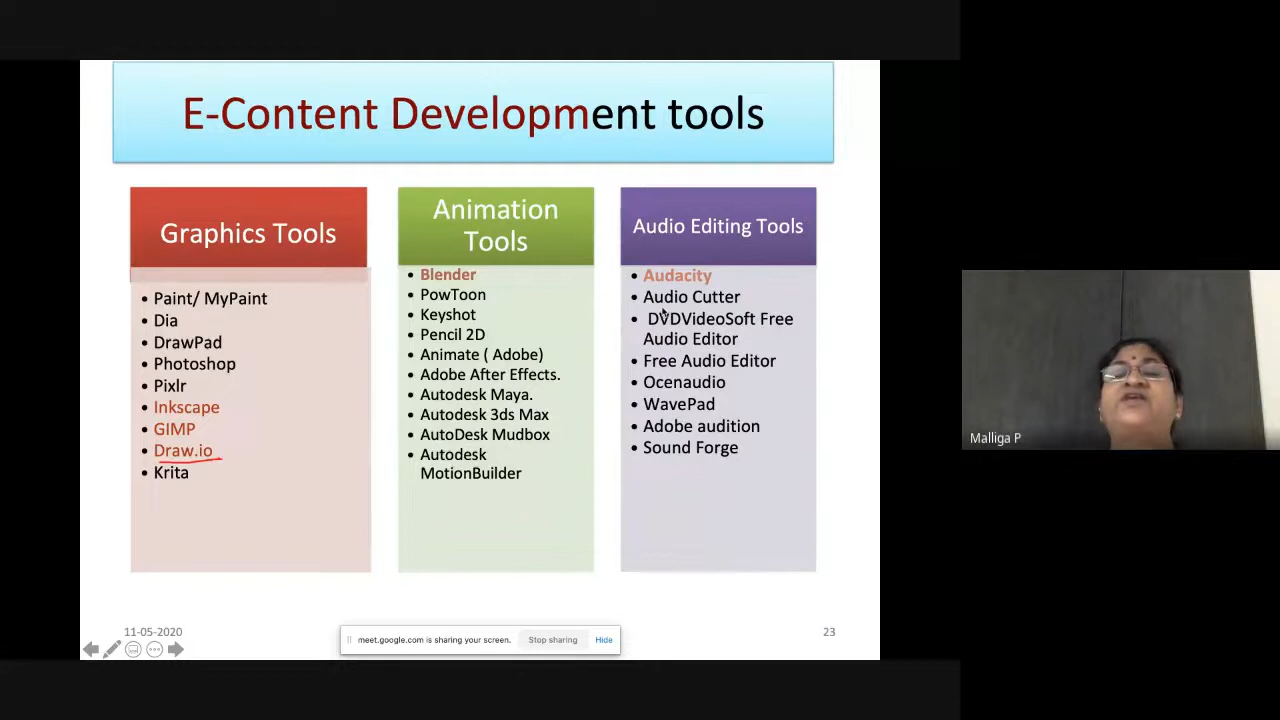 E-Content Development tools
Graphics Tools
Paint/ MyPaint
Dia
DrawPad
Photoshop
Pixlr
Inkscape
GIMP
Draw.io
Krita
Animation
Tools
Blender
PowToon
Keyshot
Pencil 2D
Animate ( Adobe)
Adobe After Effects.
Autodesk Maya.
Autodesk 3ds Max
AutoDesk Mudbox
Autodesk
MotionBuilder
Audio Editing Tools
Audacity
Audio Cutter
DVDVideoSoft Free
Audio Editor
Free Audio Editor
Ocenaudio
WavePad
Adobe audition
Sound Forge
11-05-2020
23
meet.google.com is sharing your screen.
Stop sharing
Hide
Malliga P